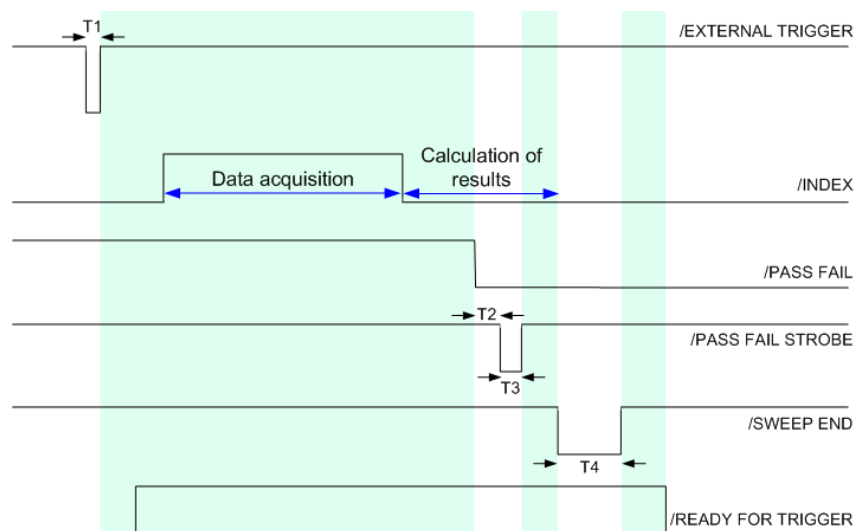 T1
/EXTERNAL TRIGGER
Data acquisition
Calculation of
results
/INDEX
/PASS FAIL
T2
/PASS FAIL STROBE
T3
/SWEEP END
T4
/READY FOR TRIGGER